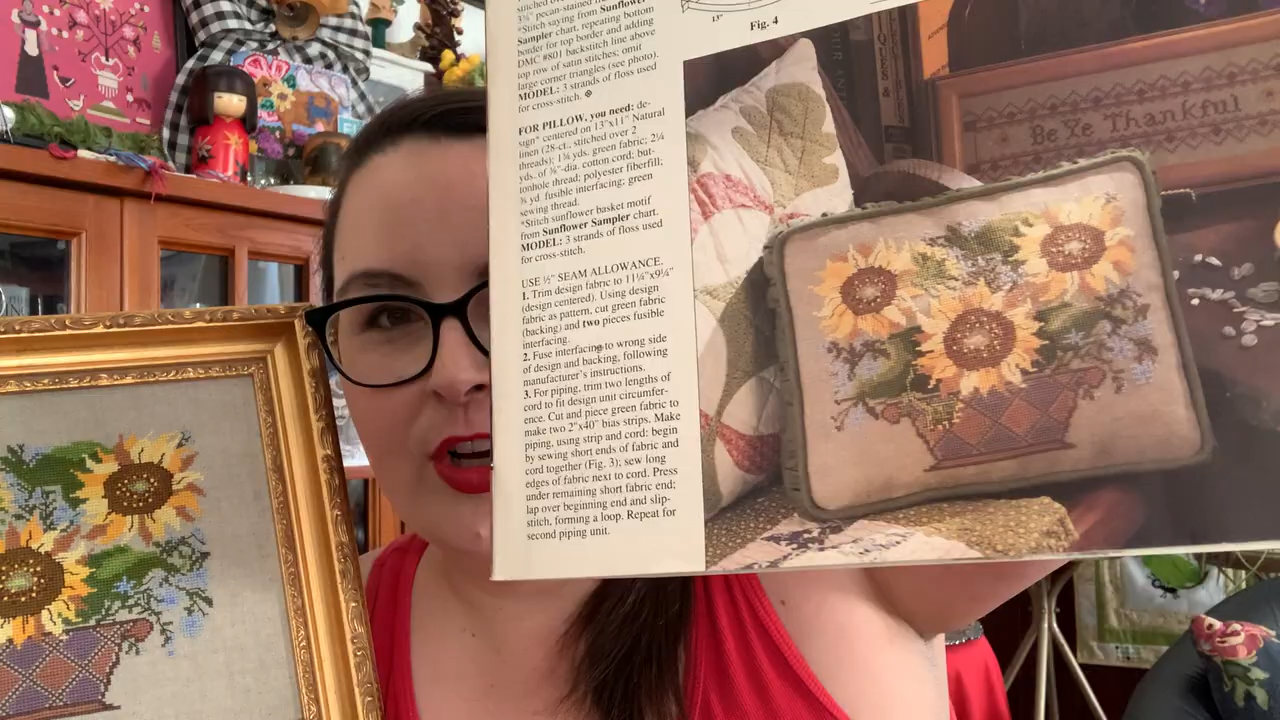 stitched over
3¼" pecan-stained
*Stitch saying from Sunflower
Sampler chart, repeating bottom
border for top border and adding
DMC #801 backstitch line above
top row of satin stitches; omit
large corner triangles (see photo).
MODEL: 3 strands of floss used
for cross-stitch.
FOR PILLOW, you need: de-
sign* centered on 13"x11" Natural
linen (28-ct., stitched over 2
threads); 1¼ yds. green fabric; 2¼
yds. of ⅜"-dia. cotton cord; but-
tonhole thread; polyester fiberfill;
⅜ yd. fusible interfacing; green
sewing thread.
*Stitch sunflower basket motif
from Sunflower Sampler chart.
MODEL: 3 strands of floss used
for cross-stitch.
USE ½" SEAM ALLOWANCE.
1. Trim design fabric to 11¼"x9¼"
(design centered). Using design
fabric as pattern, cut green fabric
(backing) and two pieces fusible
interfacing.
2. Fuse interfacing to wrong side
of design and backing, following
manufacturer's instructions.
3. For piping, trim two lengths of
cord to fit design unit circumfer-
ence. Cut and piece green fabric to
make two 2"x40" bias strips. Make
piping, using strip and cord: begin
by sewing short ends of fabric and
cord together (Fig. 3); sew long
edges of fabric next to cord. Press
under remaining short fabric end;
lap over beginning end and slip-
stitch, forming a loop. Repeat for
second piping unit.
13"
Fig. 4
Be Ye Thankful